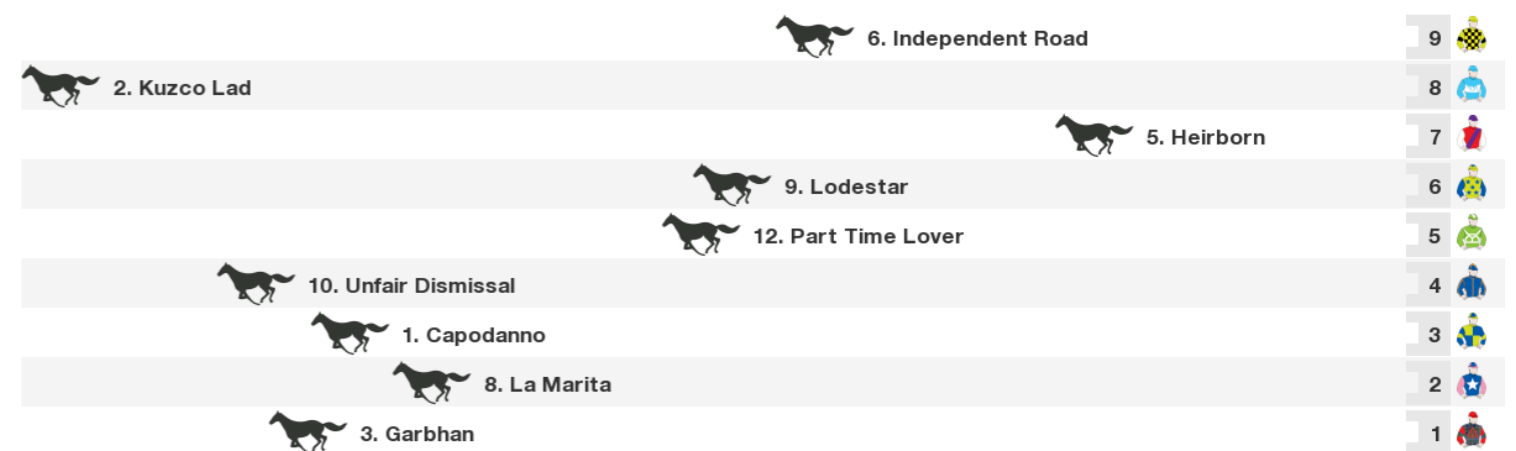 6. Independent Road 9
2. Kuzco Lad 8
5. Heirborn 7
9. Lodestar 6
12. Part Time Lover 5
10. Unfair Dismissal 4
1. Capodanno 3
8. La Marita 2
3. Garbhan 1